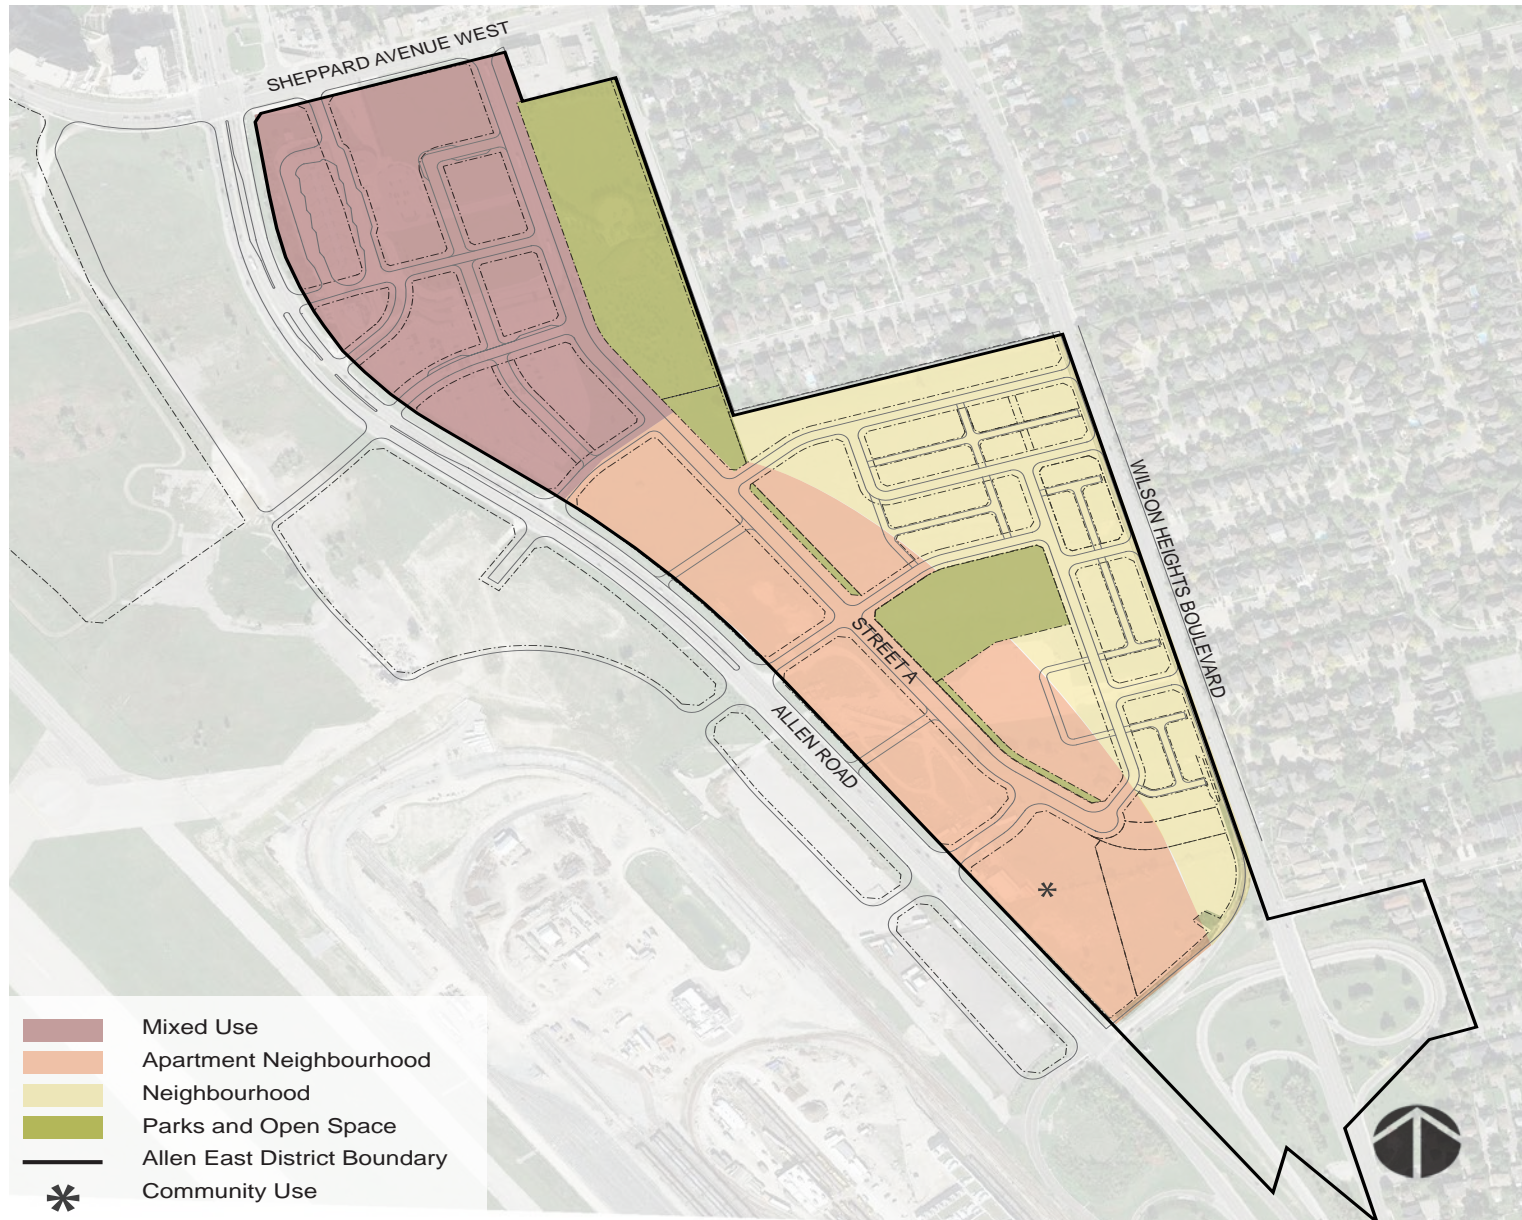 SHEPPARD AVENUE WEST
WILSON HEIGHTS BOULEVARD
STREET A
ALLEN ROAD
Mixed Use
Apartment Neighbourhood
Neighbourhood
Parks and Open Space
Allen East District Boundary
* Community Use